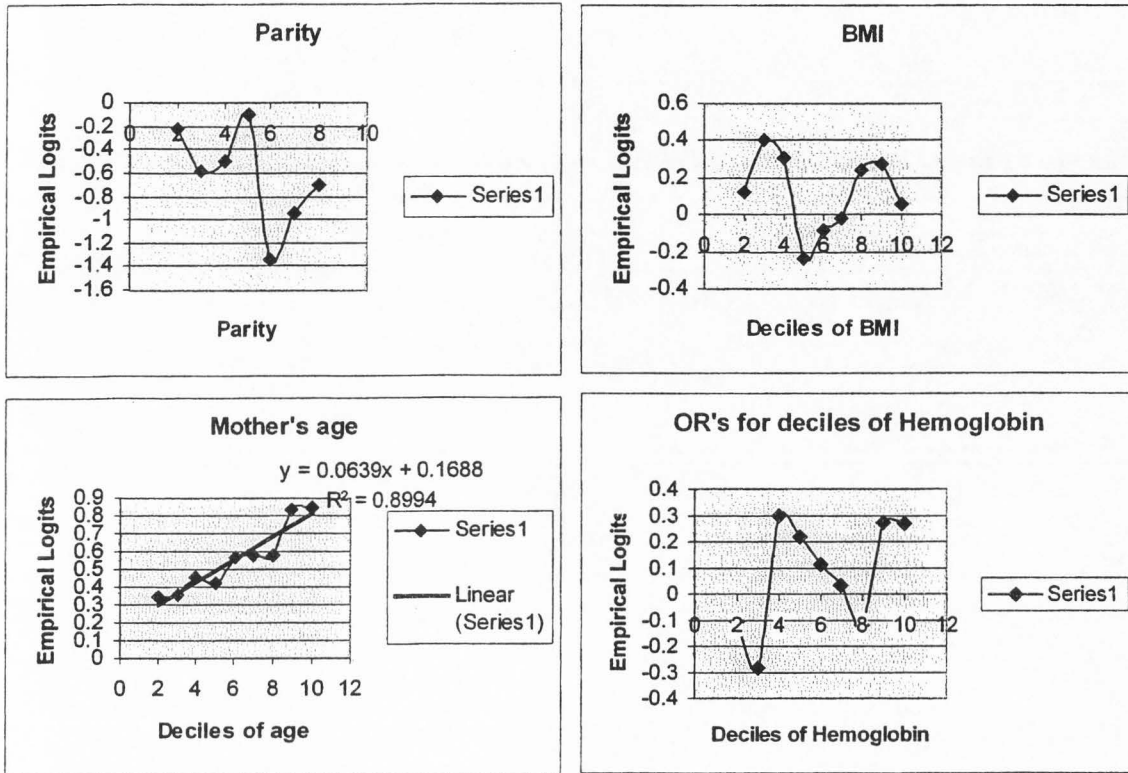 Parity
Empirical Logits
0
-0.2
-0.4
-0.6
-0.8
-1
-1.2
-1.4
-1.6
0 2 4 6 8 10
Series1
Parity
BMI
Empirical Logits
0.6
0.4
0.2
0
-0.2
-0.4
0 2 4 6 8 10 12
Series1
Deciles of BMI
Mother's age
y = 0.0639x + 0.1688
R² = 0.8994
Empirical Logits
0.9
0.8
0.7
0.6
0.5
0.4
0.3
0.2
0.1
0
0 2 4 6 8 10 12
Series1
Linear
(Series1)
Deciles of age
OR's for deciles of Hemoglobin
Empirical Logits
0.4
0.3
0.2
0.1
0
-0.1
-0.2
-0.3
-0.4
0 2 4 6 8 10 12
Series1
Deciles of Hemoglobin